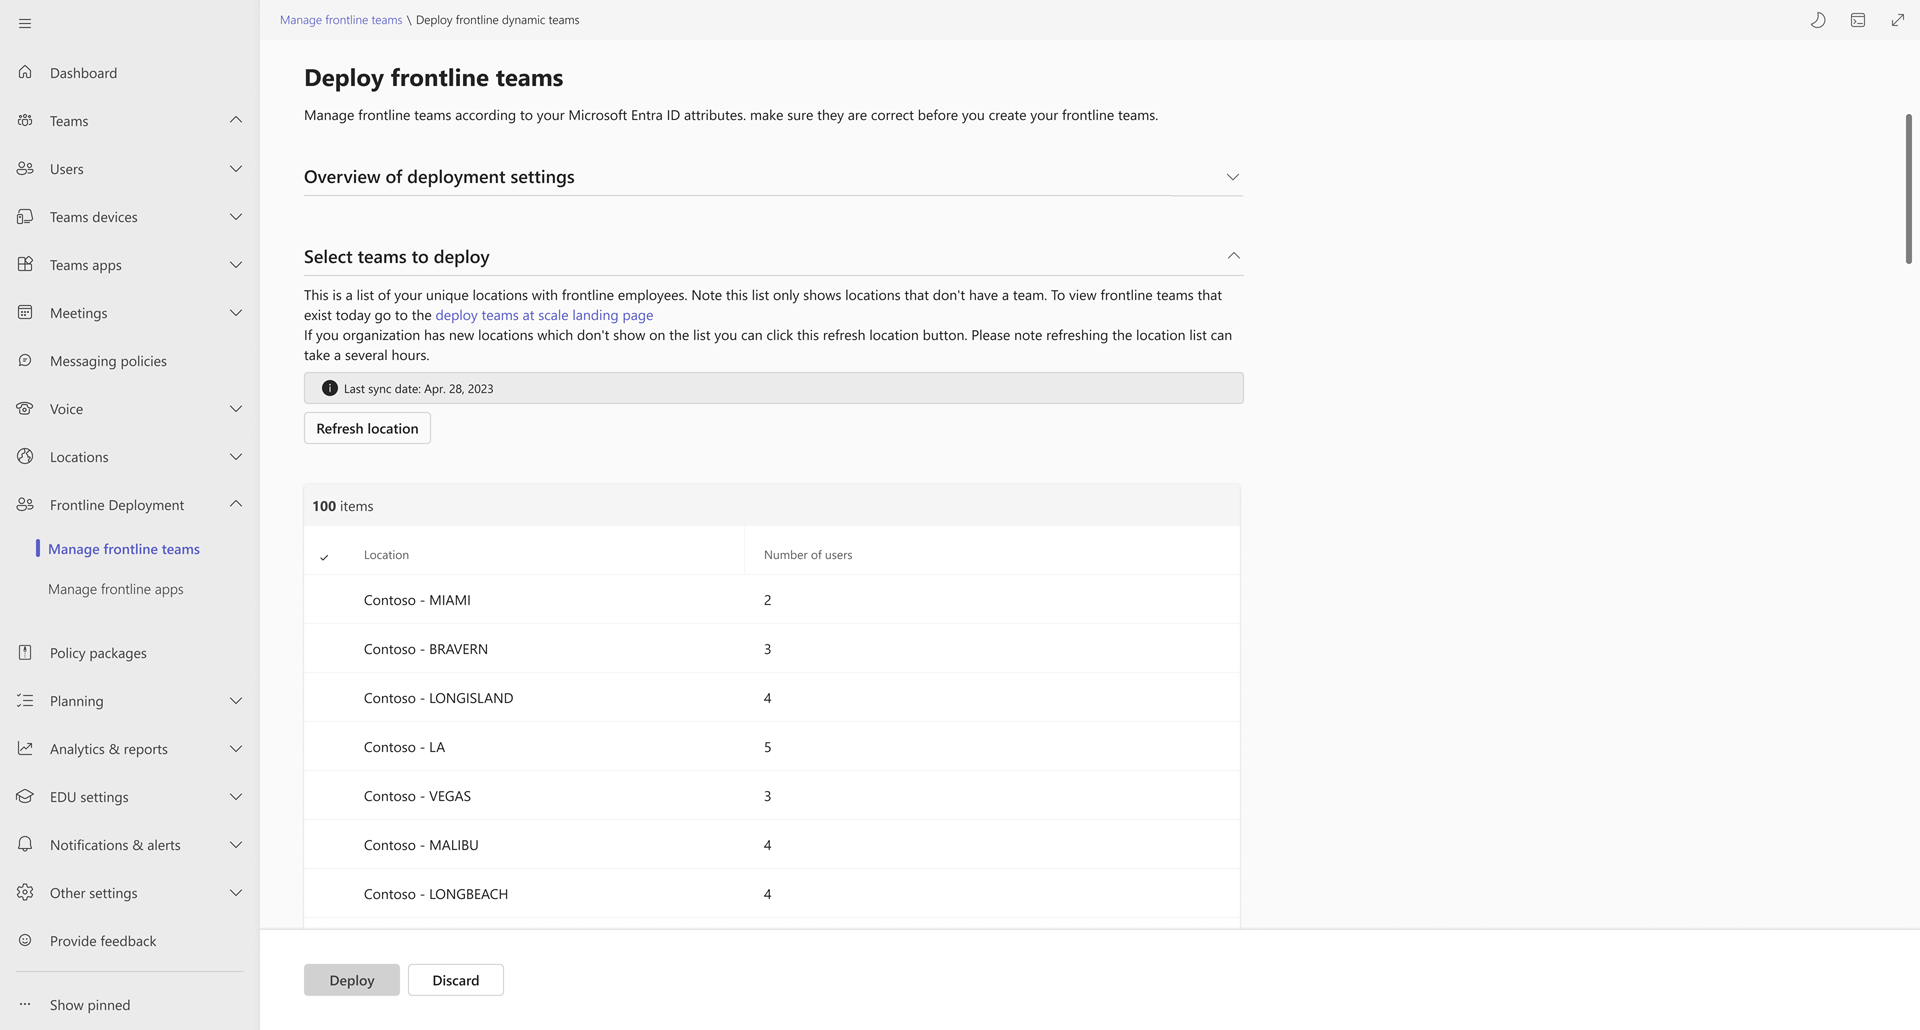 Manage frontline teams \ Deploy frontline dynamic teams
Dashboard
Teams
Users
Teams devices
Teams apps
Meetings
Messaging policies
Voice
Locations
Frontline Deployment
Manage frontline teams
Manage frontline apps
Policy packages
Planning
Analytics & reports
EDU settings
Notifications & alerts
Other settings
Provide feedback
Show pinned
Deploy frontline teams
Manage frontline teams according to your Microsoft Entra ID attributes. make sure they are correct before you create your frontline teams.
Overview of deployment settings
Select teams to deploy
This is a list of your unique locations with frontline employees. Note this list only shows locations that don't have a team. To view frontline teams that
exist today go to the deploy teams at scale landing page
If you organization has new locations which don't show on the list you can click this refresh location button. Please note refreshing the location list can
take a several hours.
Last sync date: Apr. 28, 2023
Refresh location
100 items
Location Number of users
Contoso - MIAMI 2
Contoso - BRAVERN 3
Contoso - LONGISLAND 4
Contoso - LA 5
Contoso - VEGAS 3
Contoso - MALIBU 4
Contoso - LONGBEACH 4
Deploy Discard